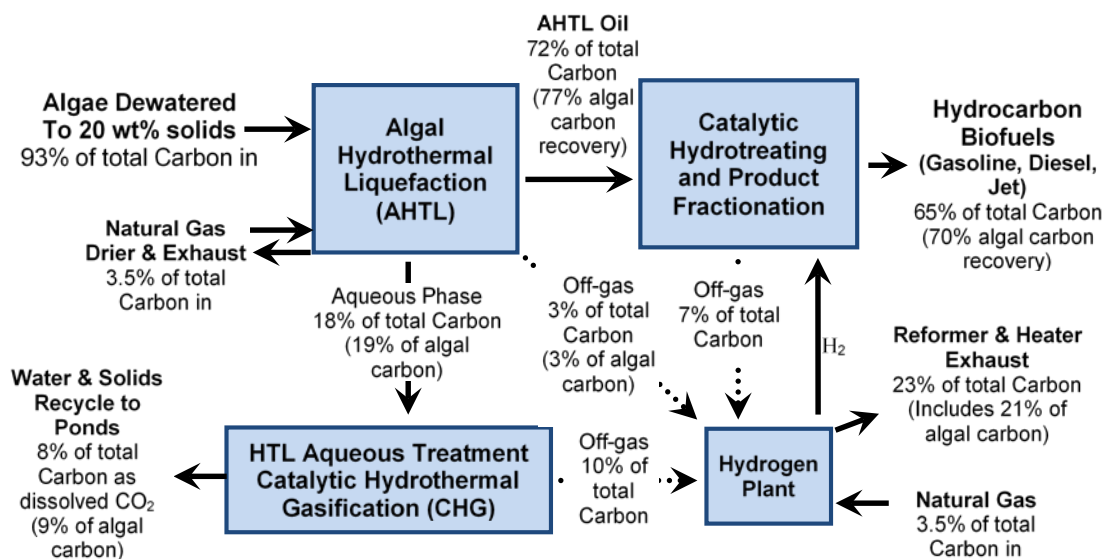 AHTL Oil
72% of total
Carbon
(77% algal
carbon
recovery)
Algae Dewatered
To 20 wt% solids
93% of total Carbon in
Algal
Hydrothermal
Liquefaction
(AHTL)
Catalytic
Hydrotreating
and Product
Fractionation
Hydrocarbon
Biofuels
(Gasoline, Diesel,
Jet)
65% of total Carbon
(70% algal carbon
recovery)
Natural Gas
Drier & Exhaust
3.5% of total
Carbon in
Aqueous Phase
18% of total Carbon
(19% of algal
carbon)
Off-gas
3% of total
Carbon
(3% of algal
carbon)
Off-gas
7% of total
Carbon
H2
Reformer & Heater
Exhaust
23% of total Carbon
(Includes 21% of
algal carbon)
Water & Solids
Recycle to
Ponds
8% of total
Carbon as
dissolved CO2
(9% of algal
carbon)
HTL Aqueous Treatment
Catalytic Hydrothermal
Gasification (CHG)
Off-gas
10% of
total
Carbon
Hydrogen
Plant
Natural Gas
3.5% of total
Carbon in